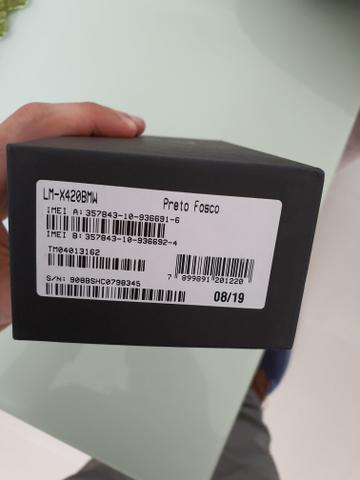 LM-X420BMW
Preto Fosco
IMEI A: 357843-10-936691-6
IMEI B: 357843-10-936692-4
TM04013162
7 899891 201220
S/N: 908BSHC079B345
08/19